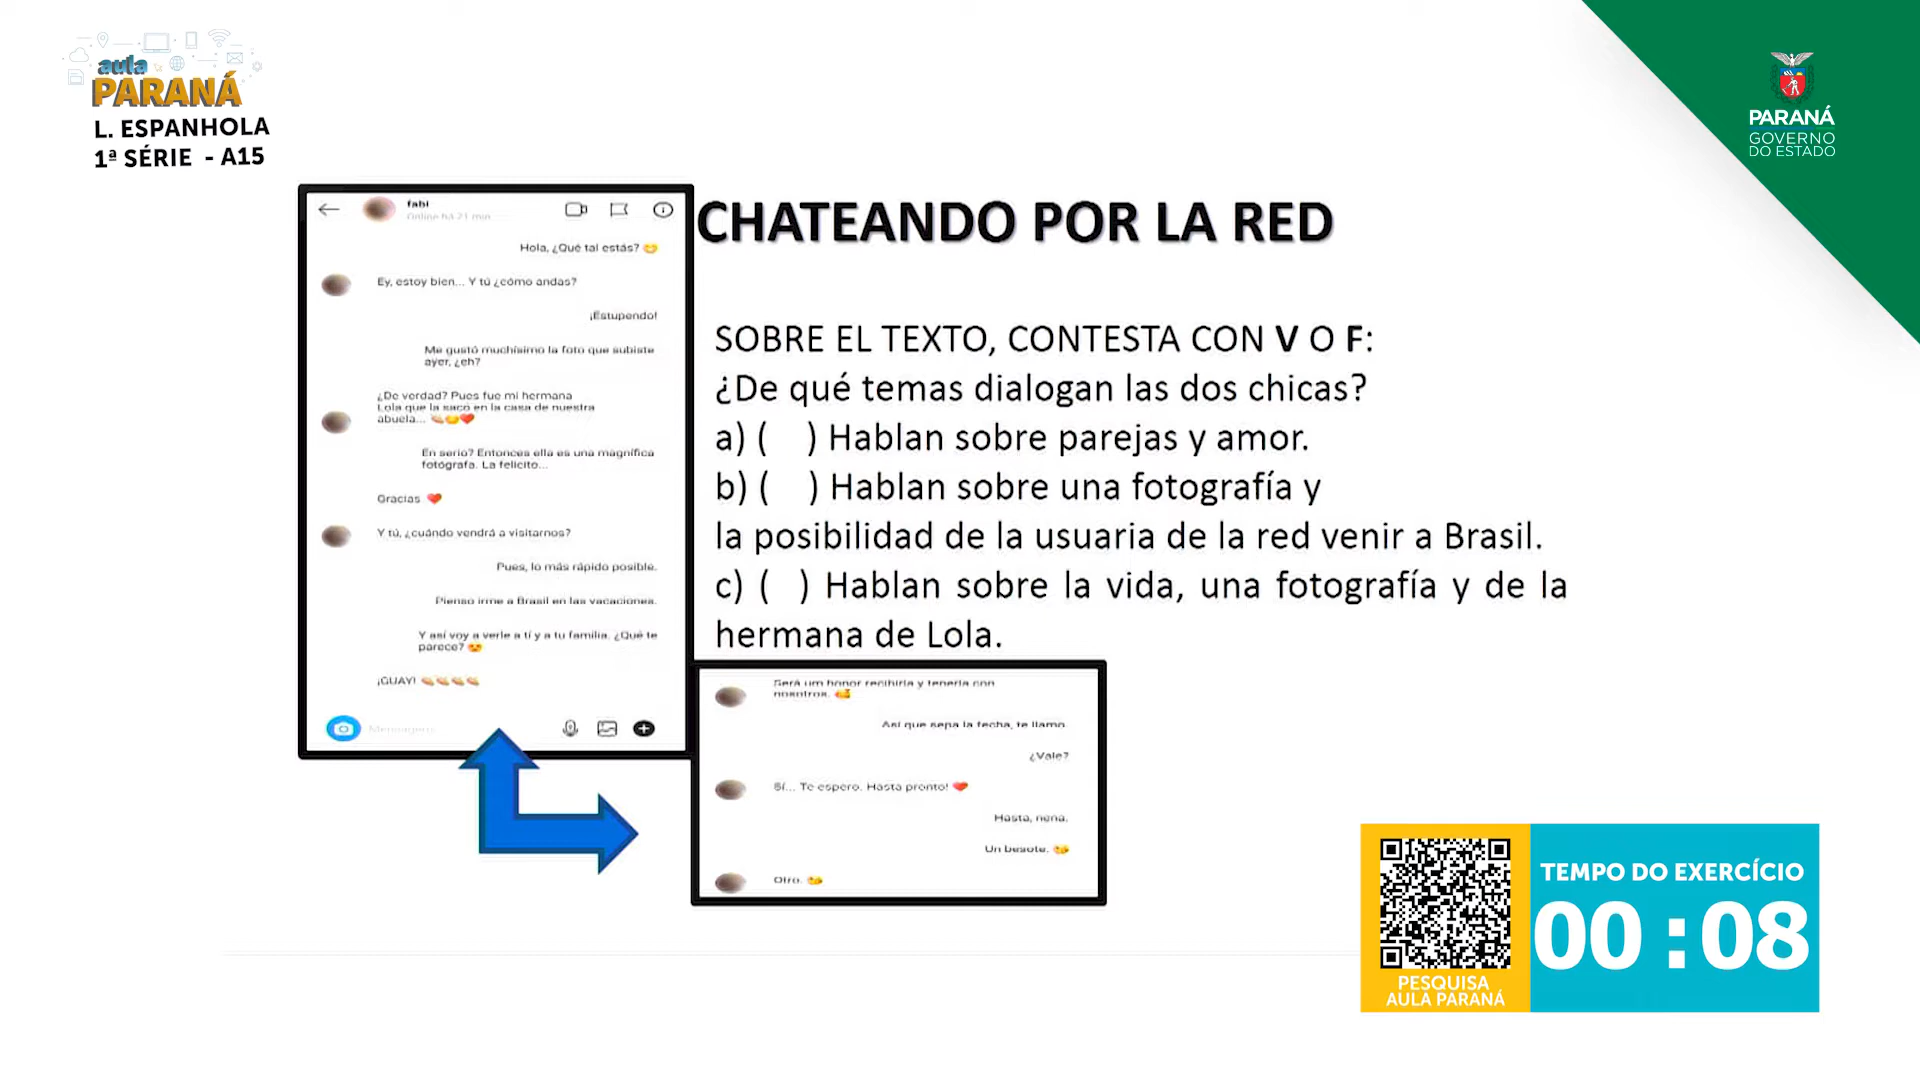 aula
PARANÁ
L. ESPANHOLA
1ª SÉRIE - A15
PARANÁ
GOVERNO
DO ESTADO
fabi
Online há 21 min
Hola, ¿Qué tal estás?
Ey, estoy bien... Y tú ¿cómo andas?
¡Estupendo!
Me gustó muchísimo la foto que subiste
ayer, ¿eh?
¿De verdad? Pues fue mi hermana
Lola que la sacó en la casa de nuestra
abuela...
En serio? Entonces ella es una magnífica
fotógrafa. La felicito...
Gracias
Y tú, ¿cuándo vendrá a visitarnos?
Pues, lo más rápido posible.
Pienso irme a Brasil en las vacaciones.
Y así voy a verle a tí y a tu familia. ¿Qué te
parece?
¡GUAY!
CHATEANDO POR LA RED
SOBRE EL TEXTO, CONTESTA CON V O F:
¿De qué temas dialogan las dos chicas?
a) ( ) Hablan sobre parejas y amor.
b) ( ) Hablan sobre una fotografía y
la posibilidad de la usuaria de la red venir a Brasil.
c) ( ) Hablan sobre la vida, una fotografía y de la
hermana de Lola.
Será um honor recibirla y tenerla con
nosotros.
Así que sepa la fecha, te llamo.
¿Vale?
Sí... Te espero. Hasta pronto!
Hasta, nena.
Un besote.
Otro.
TEMPO DO EXERCÍCIO
00 : 08
PESQUISA
AULA PARANÁ